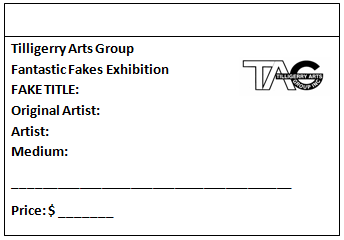 Tilligerry Arts Group
Fantastic Fakes Exhibition
TAG
TILLIGERRY ARTS
GROUP INC
FAKE TITLE:
Original Artist:
Artist:
Medium:
Price: $ _______